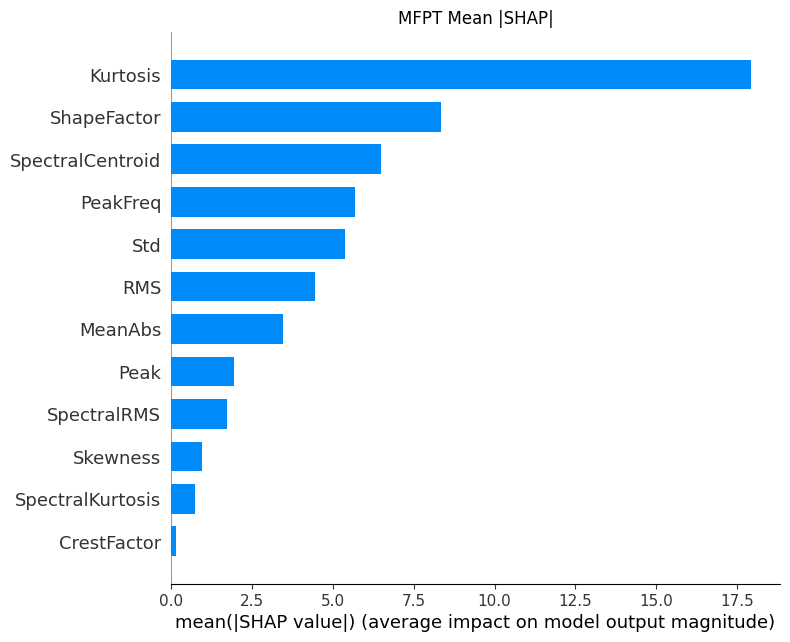 MFPT Mean |SHAP|
Kurtosis
ShapeFactor
SpectralCentroid
PeakFreq
Std
RMS
MeanAbs
Peak
SpectralRMS
Skewness
SpectralKurtosis
CrestFactor
0.0 2.5 5.0 7.5 10.0 12.5 15.0 17.5
mean(|SHAP value|) (average impact on model output magnitude)